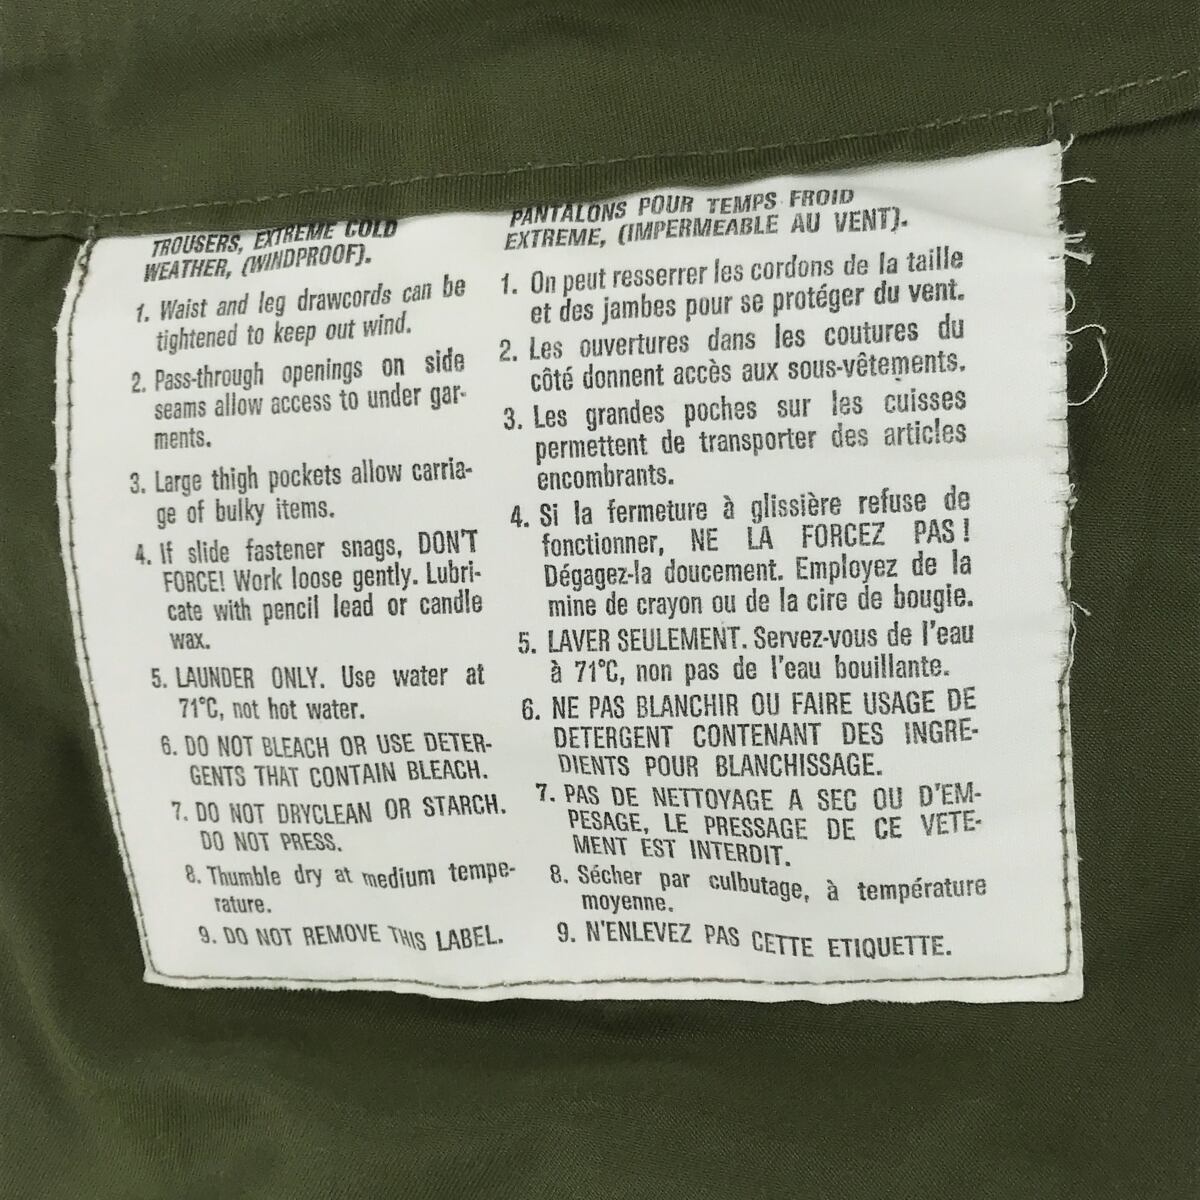 TROUSERS, EXTREME COLD
WEATHER, (WINDPROOF).
1. Waist and leg drawcords can be
tightened to keep out wind.
2. Pass-through openings on side
seams allow access to under gar-
ments.
3. Large thigh pockets allow carria-
ge of bulky items.
4. If slide fastener snags, DON'T
FORCE! Work loose gently. Lubri-
cate with pencil lead or candle
wax.
5. LAUNDER ONLY. Use water at
71°C, not hot water.
6. DO NOT BLEACH OR USE DETER-
GENTS THAT CONTAIN BLEACH.
7. DO NOT DRYCLEAN OR STARCH.
DO NOT PRESS.
8. Thumble dry at medium tempe-
rature.
9. DO NOT REMOVE THIS LABEL.
PANTALONS POUR TEMPS FROID
EXTREME, (IMPERMEABLE AU VENT).
1. On peut resserrer les cordons de la taille
et des jambes pour se protéger du vent.
2. Les ouvertures dans les coutures du
côté donnent accès aux sous-vêtements.
3. Les grandes poches sur les cuisses
permettent de transporter des articles
encombrants.
4. Si la fermeture à glissière refuse de
fonctionner, NE LA FORCEZ PAS!
Dégagez-la doucement. Employez de la
mine de crayon ou de la cire de bougie.
5. LAVER SEULEMENT. Servez-vous de l'eau
à 71°C, non pas de l'eau bouillante.
6. NE PAS BLANCHIR OU FAIRE USAGE DE
DETERGENT CONTENANT DES INGRE-
DIENTS POUR BLANCHISSAGE.
7. PAS DE NETTOYAGE A SEC OU D'EM-
PESAGE, LE PRESSAGE DE CE VETE-
MENT EST INTERDIT.
8. Sécher par culbutage, à température
moyenne.
9. N'ENLEVEZ PAS CETTE ETIQUETTE.